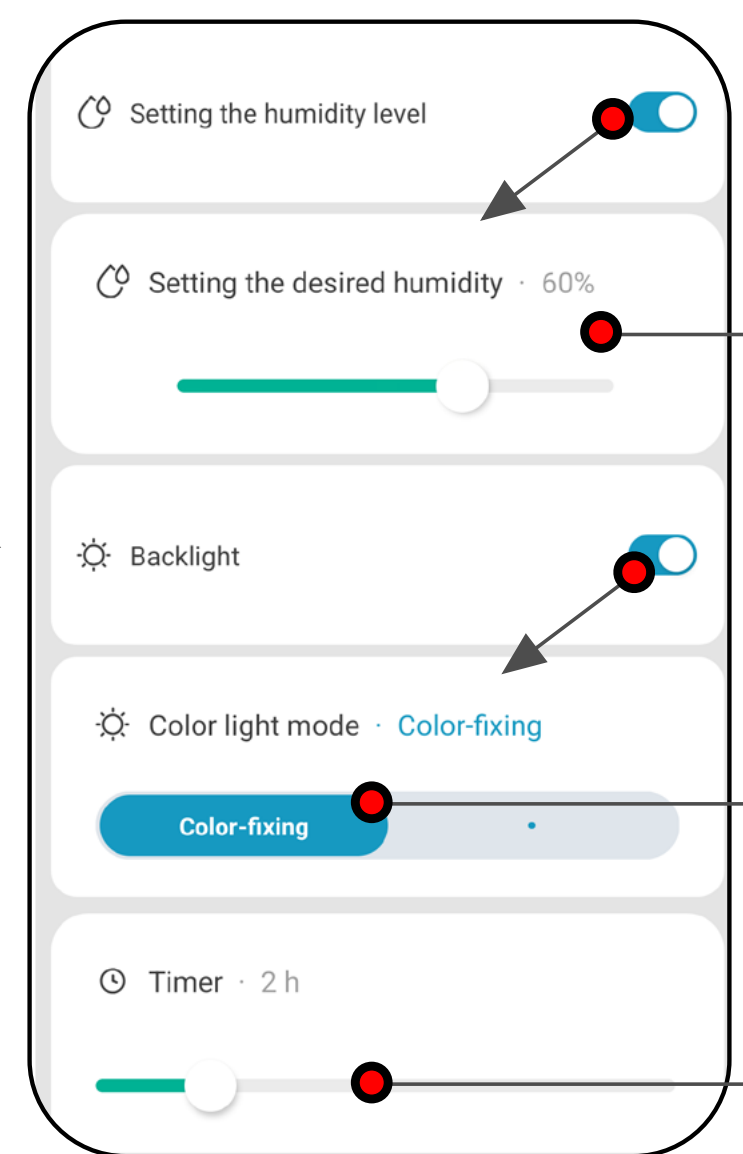 Setting the humidity level
Setting the desired humidity · 60%
Backlight
Color light mode · Color-fixing
Color-fixing
Timer · 2 h